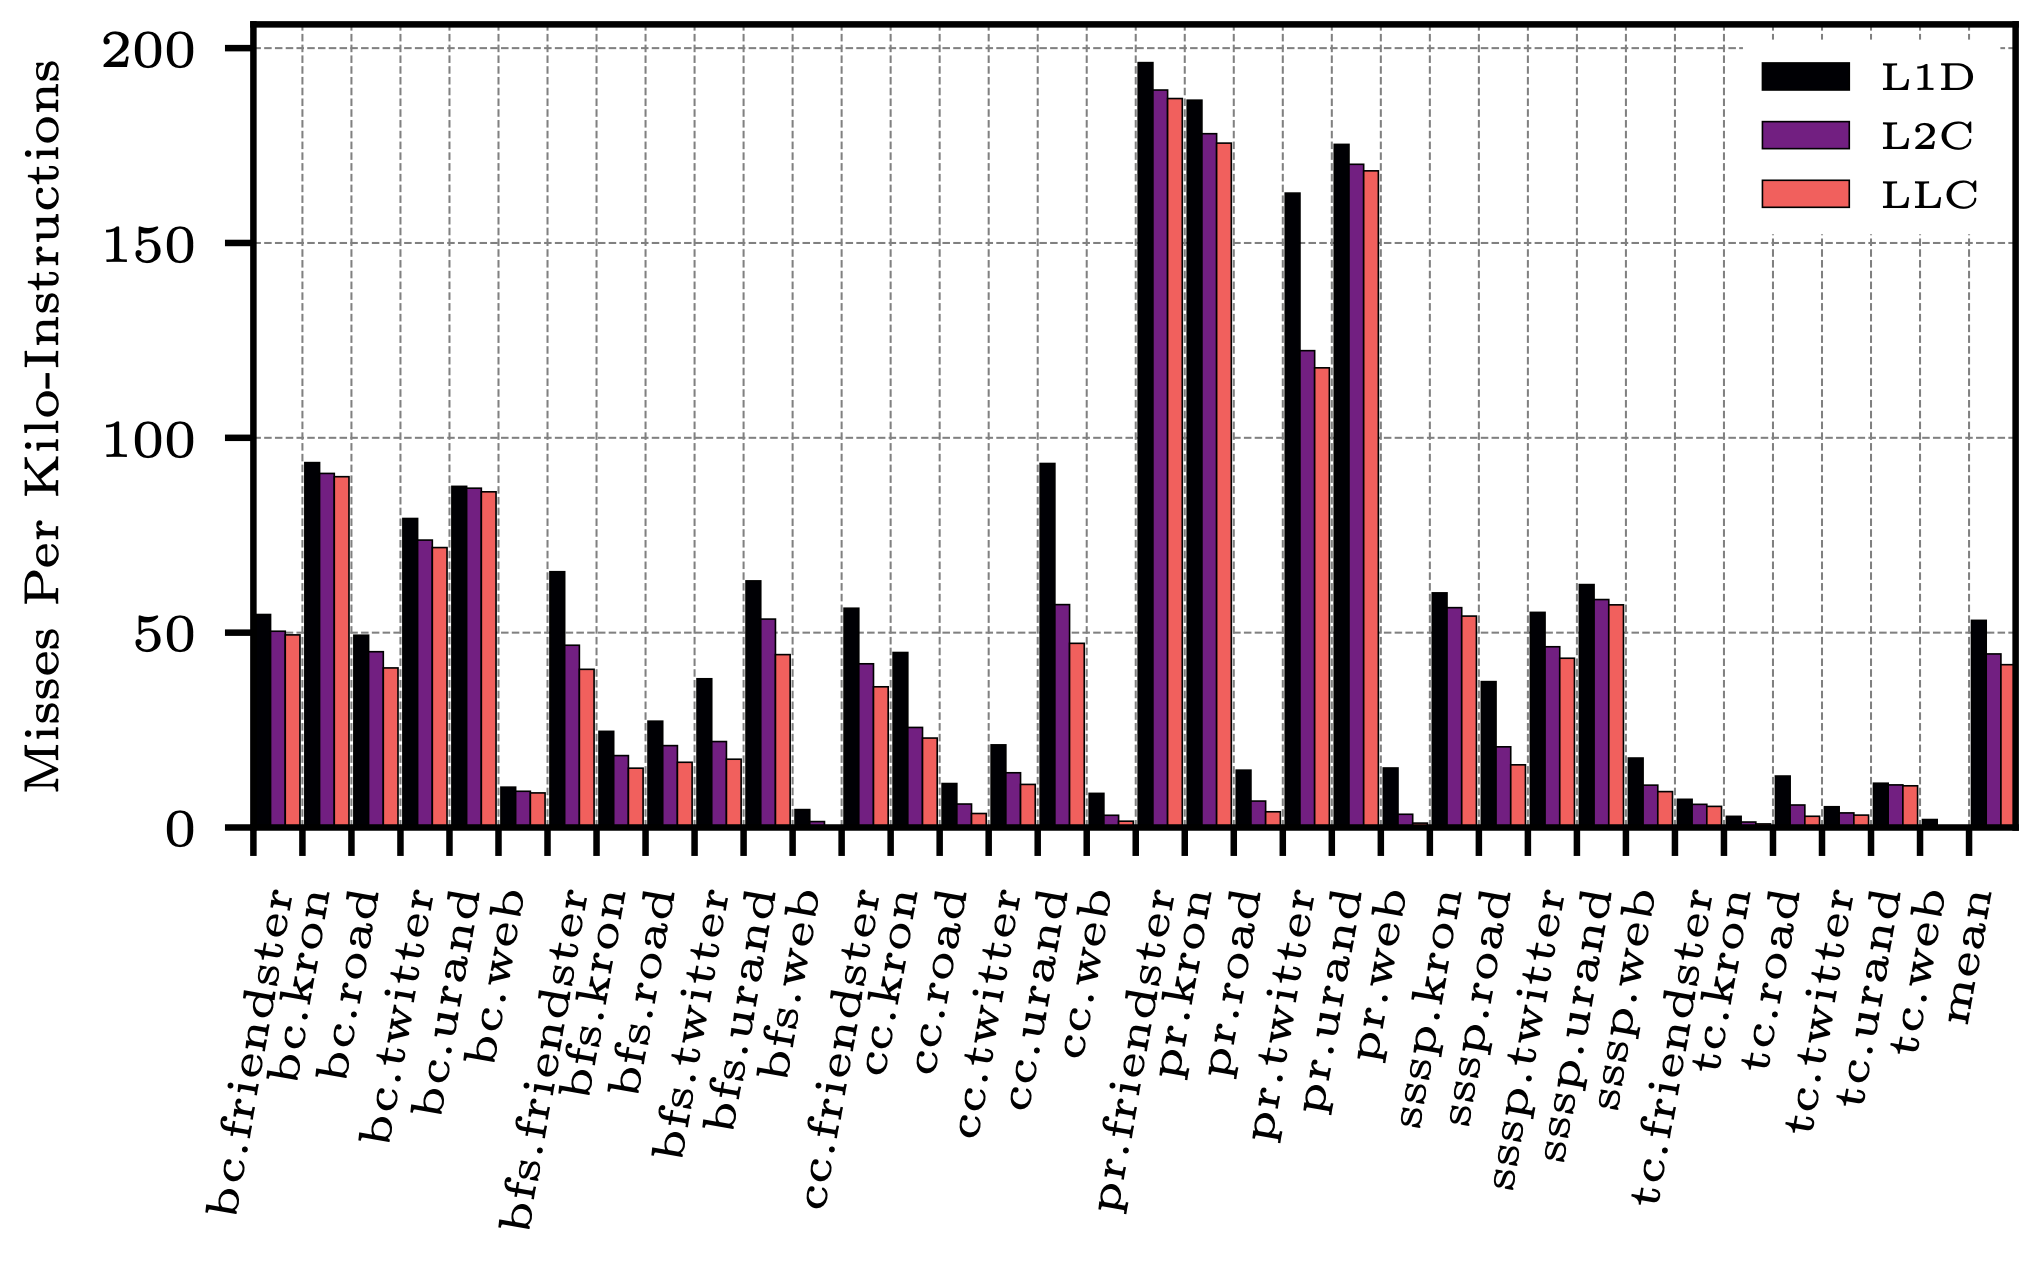 Misses Per Kilo-Instructions
200
150
100
50
0
L1D
L2C
LLC
bc.friendster
bc.kron
bc.road
bc.twitter
bc.urand
bc.web
bfs.friendster
bfs.kron
bfs.road
bfs.twitter
bfs.urand
bfs.web
cc.friendster
cc.kron
cc.road
cc.twitter
cc.urand
cc.web
pr.friendster
pr.kron
pr.road
pr.twitter
pr.urand
pr.web
sssp.kron
sssp.road
sssp.twitter
sssp.urand
sssp.web
tc.friendster
tc.kron
tc.road
tc.twitter
tc.urand
tc.web
mean